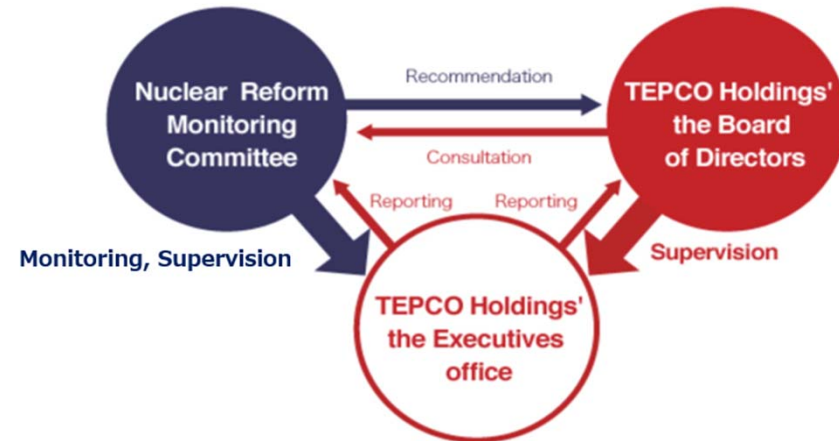 Nuclear Reform
Monitoring
Committee
Recommendation
Consultation
TEPCO Holdings'
the Board
of Directors
Reporting
Reporting
Monitoring, Supervision
Supervision
TEPCO Holdings'
the Executives
office